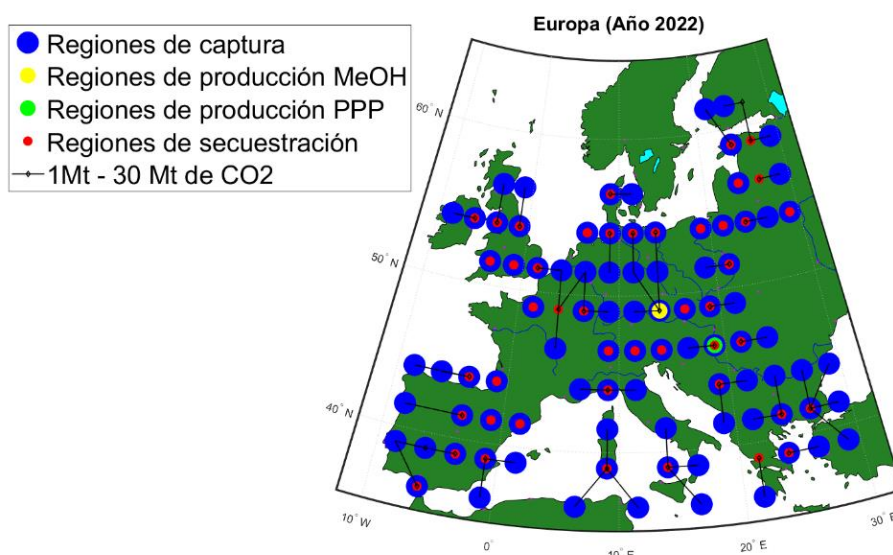 Europa (Año 2022)
Regiones de captura
Regiones de producción MeOH
Regiones de producción PPP
Regiones de secuestración
1Mt - 30 Mt de CO2
60° N
50° N
40° N
10° W
0°
10° E
20° E
30° E